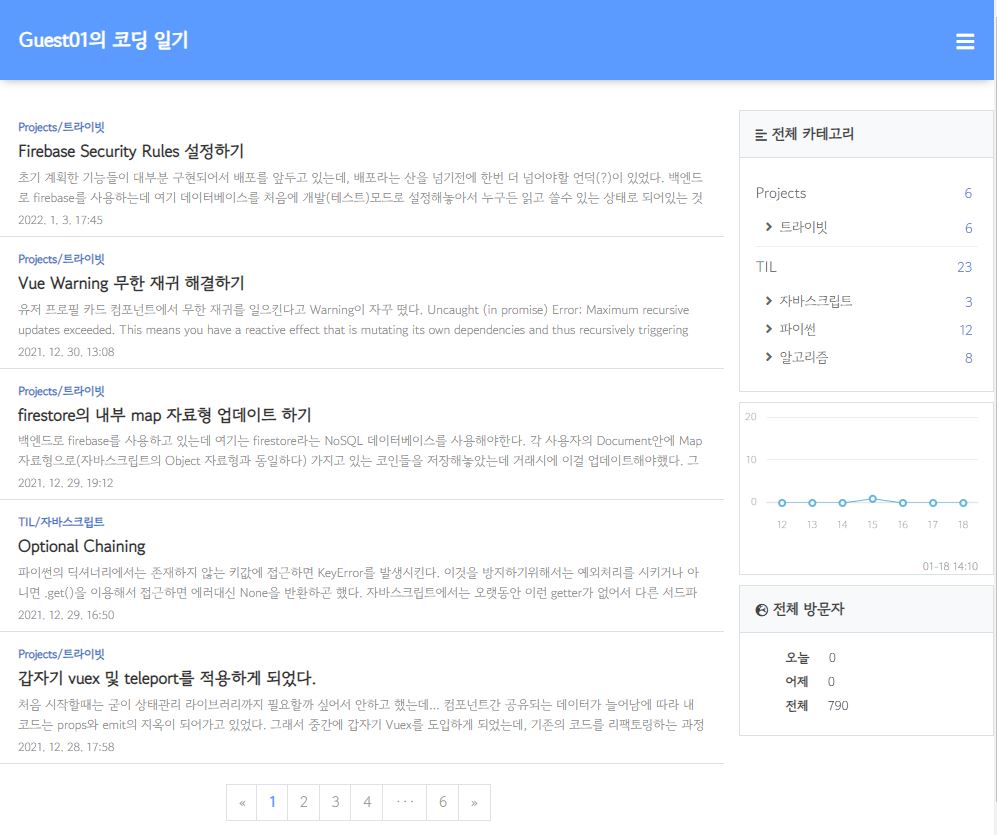 Guest01의 코딩 일기
Projects/트라이빗
Firebase Security Rules 설정하기
초기 계획한 기능들이 대부분 구현되어서 배포를 앞두고 있는데, 배포라는 산을 넘기전에 한번 더 넘어야할 언덕(?)이 있었다. 백엔드
로 firebase를 사용하는데 여기 데이터베이스를 처음에 개발(테스트)모드로 설정해놓아서 누구든 읽고 쓸수 있는 상태로 되어있는 것
2022. 1. 3. 17:45
Projects/트라이빗
Vue Warning 무한 재귀 해결하기
유저 프로필 카드 컴포넌트에서 무한 재귀를 일으킨다고 Warning이 자꾸 떴다. Uncaught (in promise) Error: Maximum recursive
updates exceeded. This means you have a reactive effect that is mutating its own dependencies and thus recursively triggering
2021. 12. 30. 13:08
Projects/트라이빗
firestore의 내부 map 자료형 업데이트 하기
백엔드로 firebase를 사용하고 있는데 여기는 firestore라는 NoSQL 데이터베이스를 사용해야한다. 각 사용자의 Document안에 Map
자료형으로(자바스크립트의 Object 자료형과 동일하다) 가지고 있는 코인들을 저장해놓았는데 거래시에 이걸 업데이트해야했다. 그
2021. 12. 29. 19:12
TIL/자바스크립트
Optional Chaining
파이썬의 딕셔너리에서는 존재하지 않는 키값에 접근하면 KeyError를 발생시킨다. 이것을 방지하기위해서는 예외처리를 시키거나 아
니면 .get()을 이용해서 접근하면 에러대신 None을 반환하곤 했다. 자바스크립트에서는 오랫동안 이런 getter가 없어서 다른 서드파
2021. 12. 29. 16:50
Projects/트라이빗
갑자기 vuex 및 teleport를 적용하게 되었다.
처음 시작할때는 굳이 상태관리 라이브러리까지 필요할까 싶어서 안하고 했는데... 컴포넌트간 공유되는 데이터가 늘어남에 따라 내
코드는 props와 emit의 지옥이 되어가고 있었다. 그래서 중간에 갑자기 Vuex를 도입하게 되었는데, 기존의 코드를 리팩토링하는 과정
2021. 12. 28. 17:58
« 1 2 3 4 ··· 6 »
전체 카테고리
Projects 6
트라이빗 6
TIL 23
자바스크립트 3
파이썬 12
알고리즘 8
20
10
0
12 13 14 15 16 17 18
01-18 14:10
전체 방문자
오늘 0
어제 0
전체 790